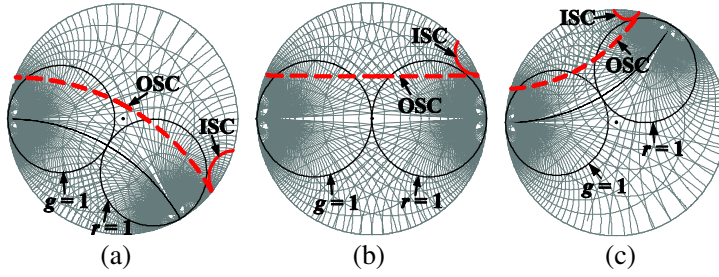 OSC
ISC
g = 1
r = 1
(a)
ISC
OSC
g = 1
r = 1
(b)
ISC
OSC
r = 1
g = 1
(c)